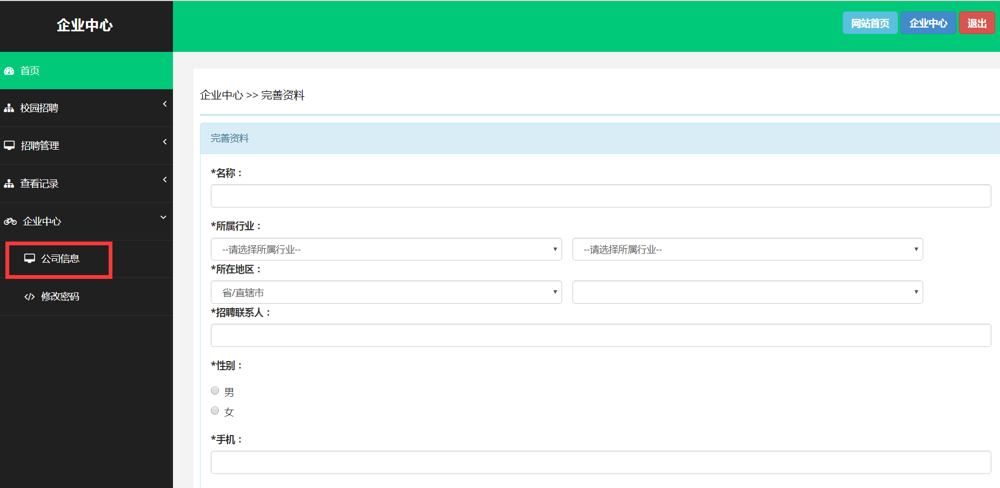 企业中心
网站首页 企业中心 退出
首页
校园招聘
招聘管理
查看记录
企业中心
公司信息
修改密码
企业中心 >> 完善资料
完善资料
*名称：
*所属行业：
--请选择所属行业-- --请选择所属行业--
*所在地区：
省/直辖市
*招聘联系人：
*性别：
男
女
*手机：